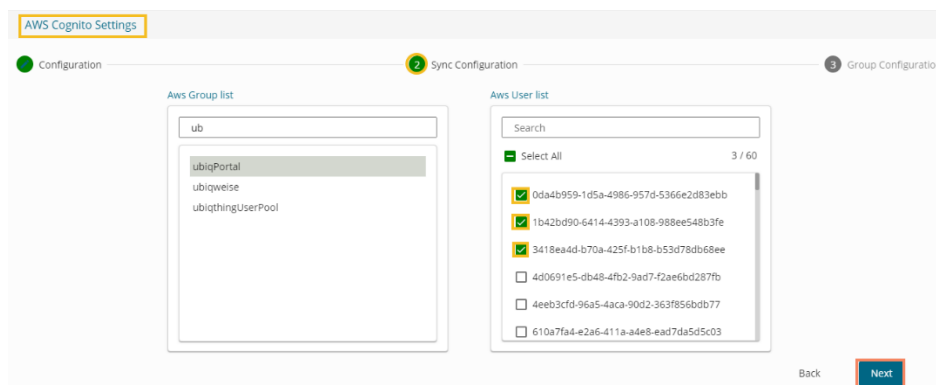 AWS Cognito Settings
Configuration
2 Sync Configuration
3 Group Configuratio
Aws Group list
ub
ubiqPortal
ubiqweise
ubiqthingUserPool
Aws User list
Search
Select All 3 / 60
0da4b959-1d5a-4986-957d-5366e2d83ebb
1b42bd90-6414-4393-a108-988ee548b3fe
3418ea4d-b70a-425f-b1b8-b53d78db68ee
4d0691e5-db48-4fb2-9ad7-f2ae6bd287fb
4eeb3cfd-96a5-4aca-90d2-363f856bdb77
610a7fa4-e2a6-411a-a4e8-ead7da5d5c03
Back Next